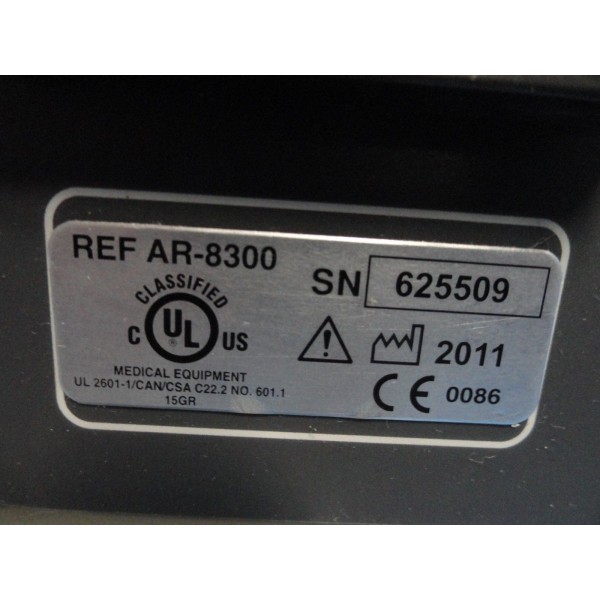 REF AR-8300
SN 625509
CLASSIFIED
C UL US
2011
MEDICAL EQUIPMENT
UL 2601-1/CAN/CSA C22.2 NO. 601.1
15GR
CE 0086